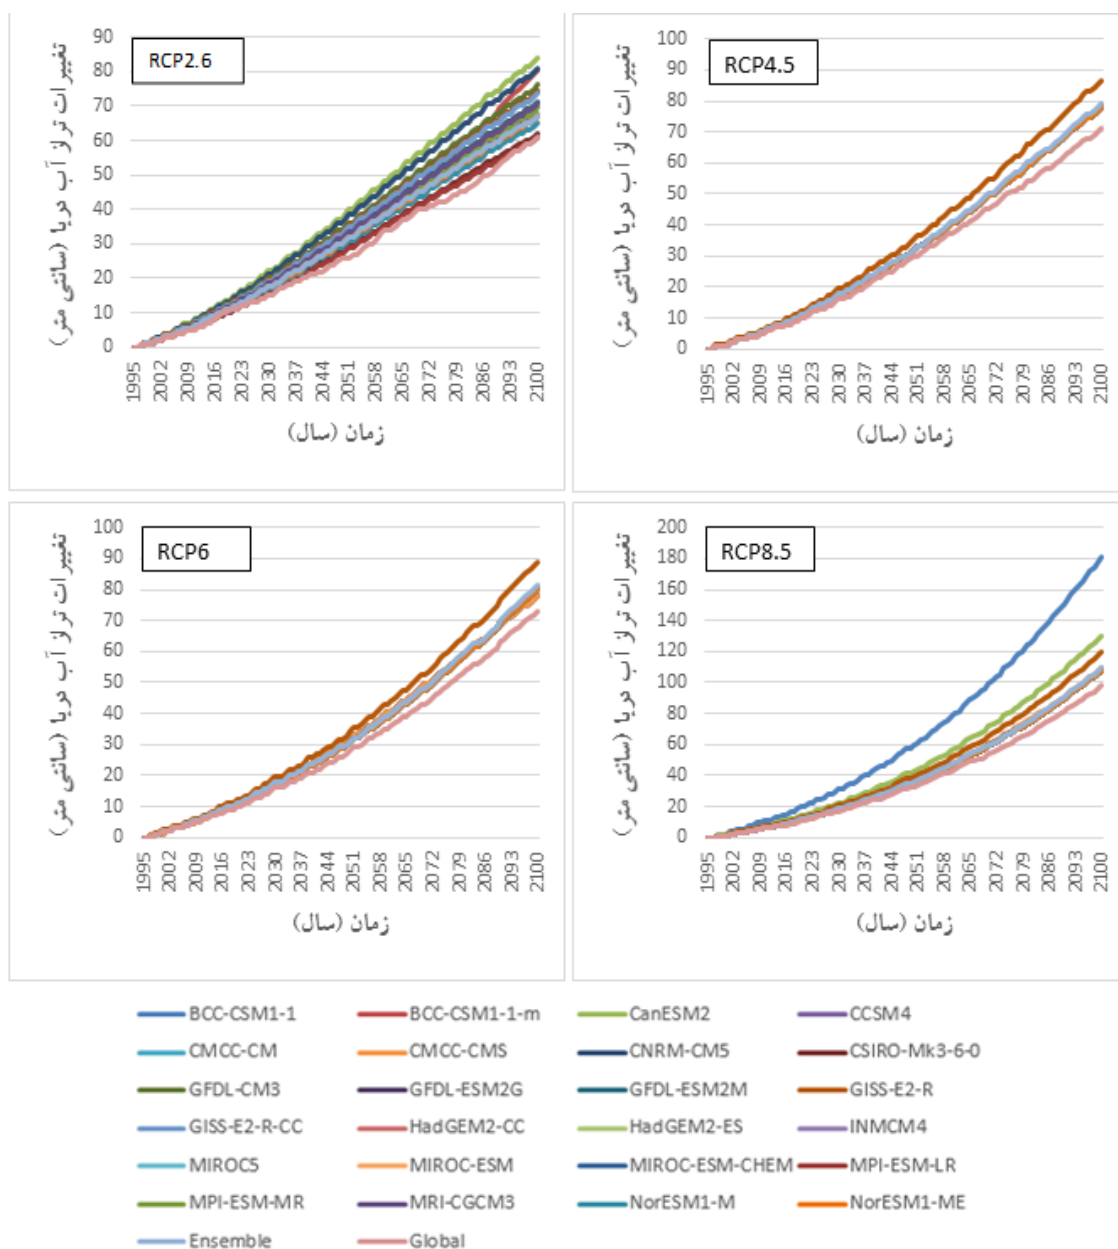 RCP2.6
تغییرات تراز آب دریا (سانتی متر)
90
80
70
60
50
40
30
20
10
0
1995 2002 2009 2016 2023 2030 2037 2044 2051 2058 2065 2072 2079 2086 2093 2100
زمان (سال)
RCP4.5
تغییرات تراز آب دریا (سانتی متر)
100
90
80
70
60
50
40
30
20
10
0
1995 2002 2009 2016 2023 2030 2037 2044 2051 2058 2065 2072 2079 2086 2093 2100
زمان (سال)
RCP6
تغییرات تراز آب دریا (سانتی متر)
100
90
80
70
60
50
40
30
20
10
0
1995 2002 2009 2016 2023 2030 2037 2044 2051 2058 2065 2072 2079 2086 2093 2100
زمان (سال)
RCP8.5
تغییرات تراز آب دریا (سانتی متر)
200
180
160
140
120
100
80
60
40
20
0
1995 2002 2009 2016 2023 2030 2037 2044 2051 2058 2065 2072 2079 2086 2093 2100
زمان (سال)
BCC-CSM1-1 BCC-CSM1-1-m CanESM2 CCSM4
CMCC-CM CMCC-CMS CNRM-CM5 CSIRO-Mk3-6-0
GFDL-CM3 GFDL-ESM2G GFDL-ESM2M GISS-E2-R
GISS-E2-R-CC HadGEM2-CC HadGEM2-ES INMCM4
MIROC5 MIROC-ESM MIROC-ESM-CHEM MPI-ESM-LR
MPI-ESM-MR MRI-CGCM3 NorESM1-M NorESM1-ME
Ensemble Global